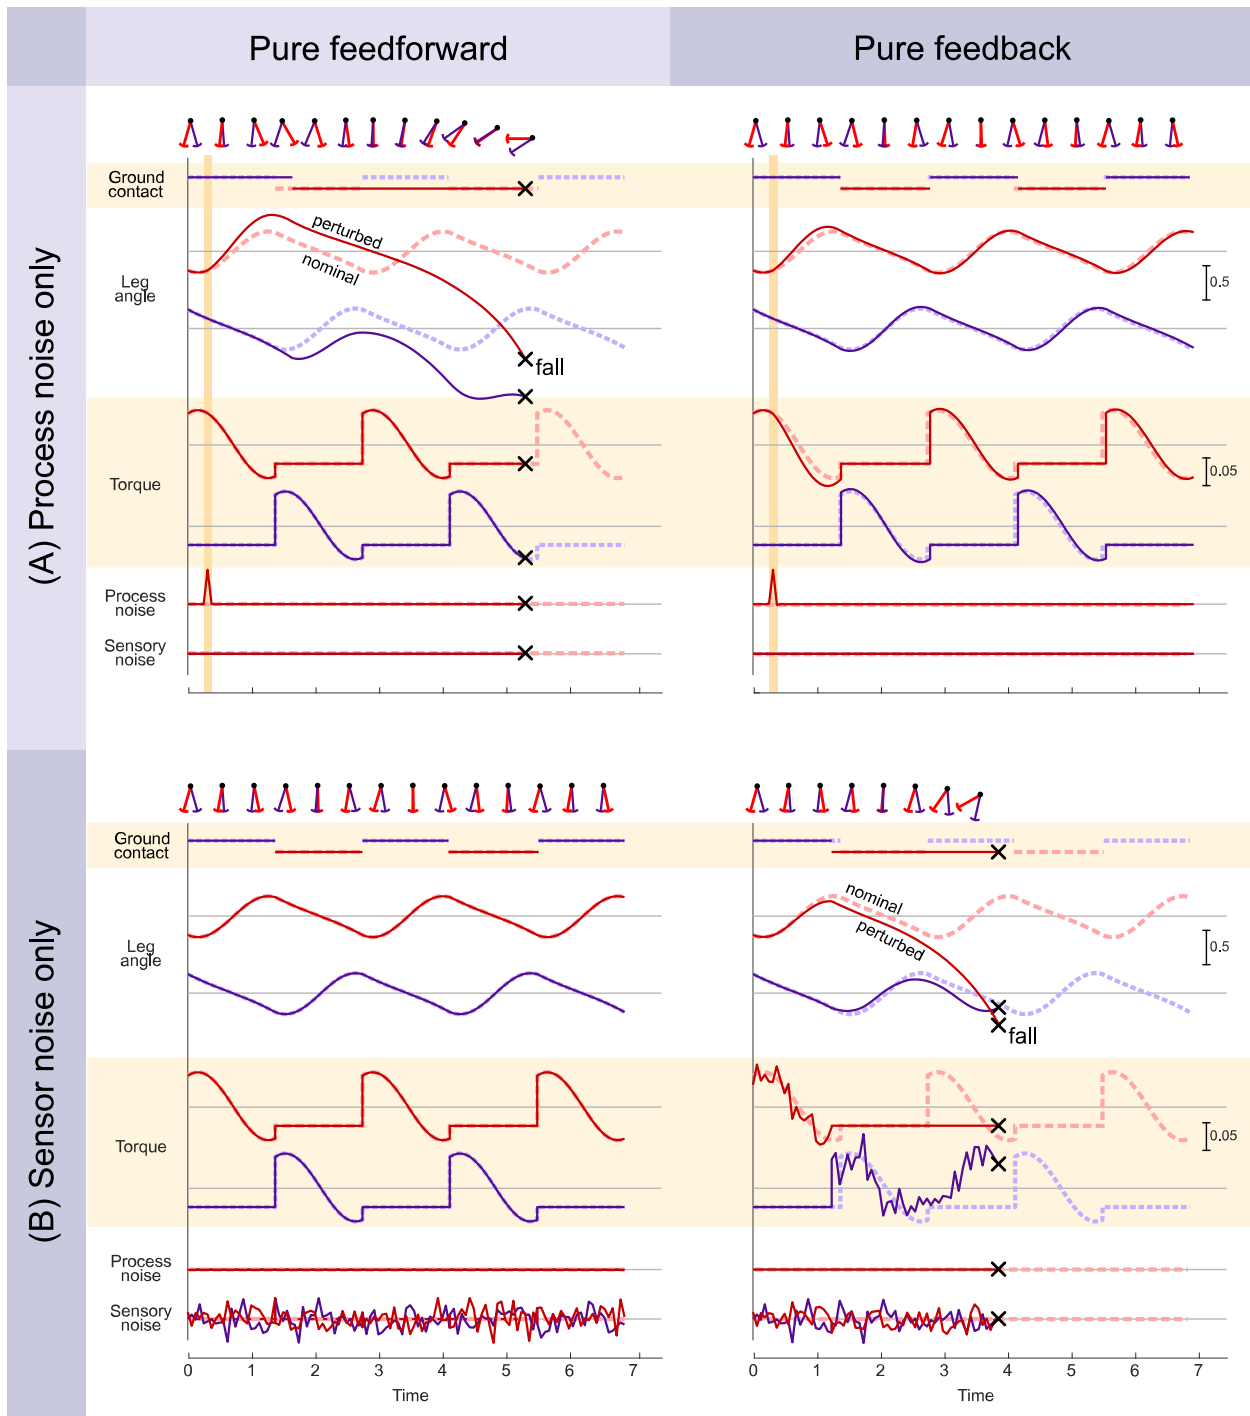 Pure feedforward
Pure feedback
(A) Process noise only
Ground
contact
perturbed
nominal
Leg
angle
fall
0.5
Torque
0.05
Process
noise
Sensory
noise
(B) Sensor noise only
Ground
contact
nominal
perturbed
Leg
angle
fall
0.5
Torque
0.05
Process
noise
Sensory
noise
0 1 2 3 4 5 6 7
Time
0 1 2 3 4 5 6 7
Time